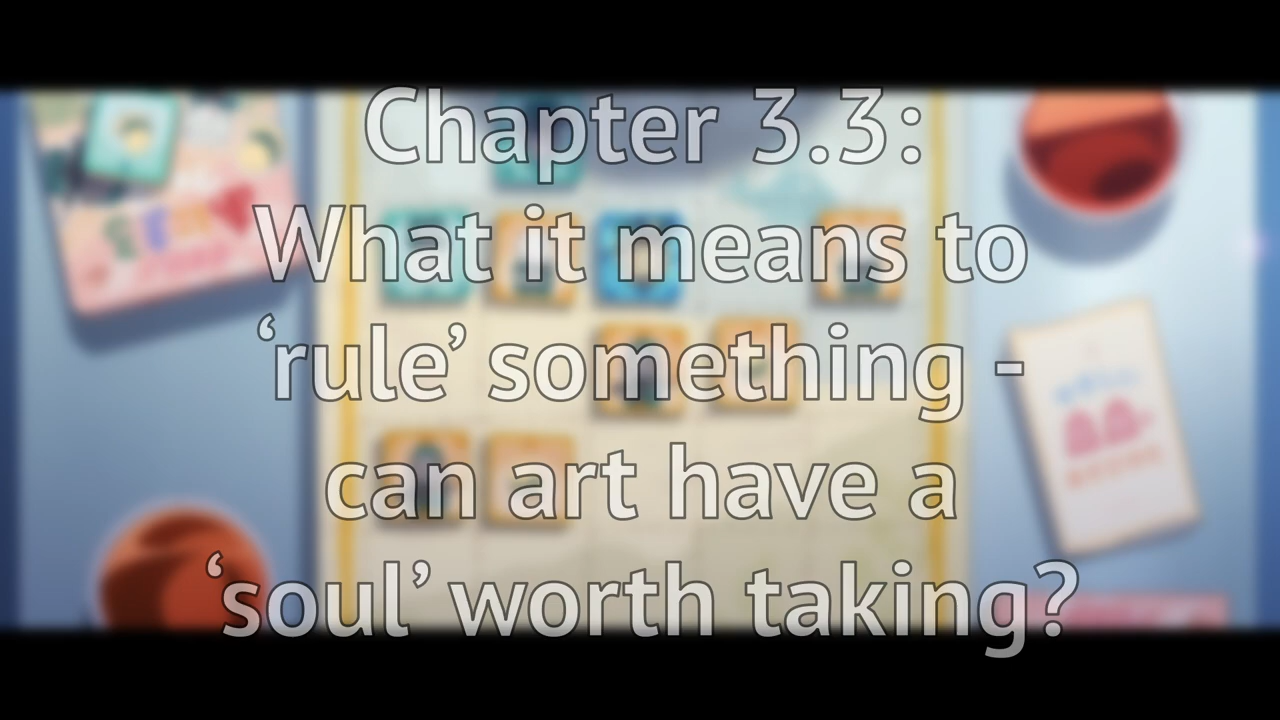 Chapter 3.3:
What it means to
‘rule’ something -
can art have a
‘soul’ worth taking?